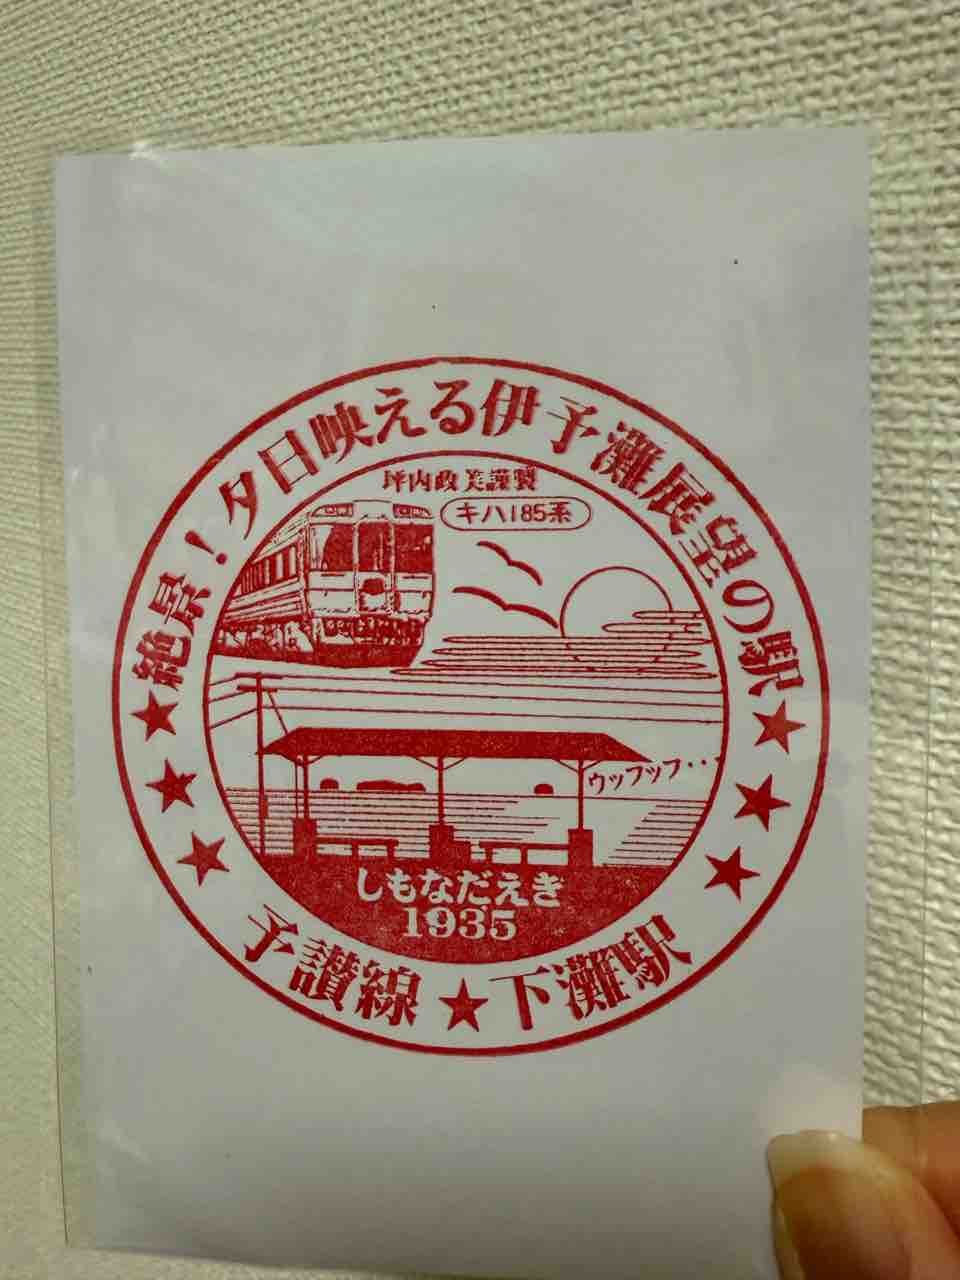 絶景！夕日映える伊予灘展望の駅
坪内政美謹製
キハ185系
ウッフッフ・・・
しもなだえき
1935
予讃線★下灘駅